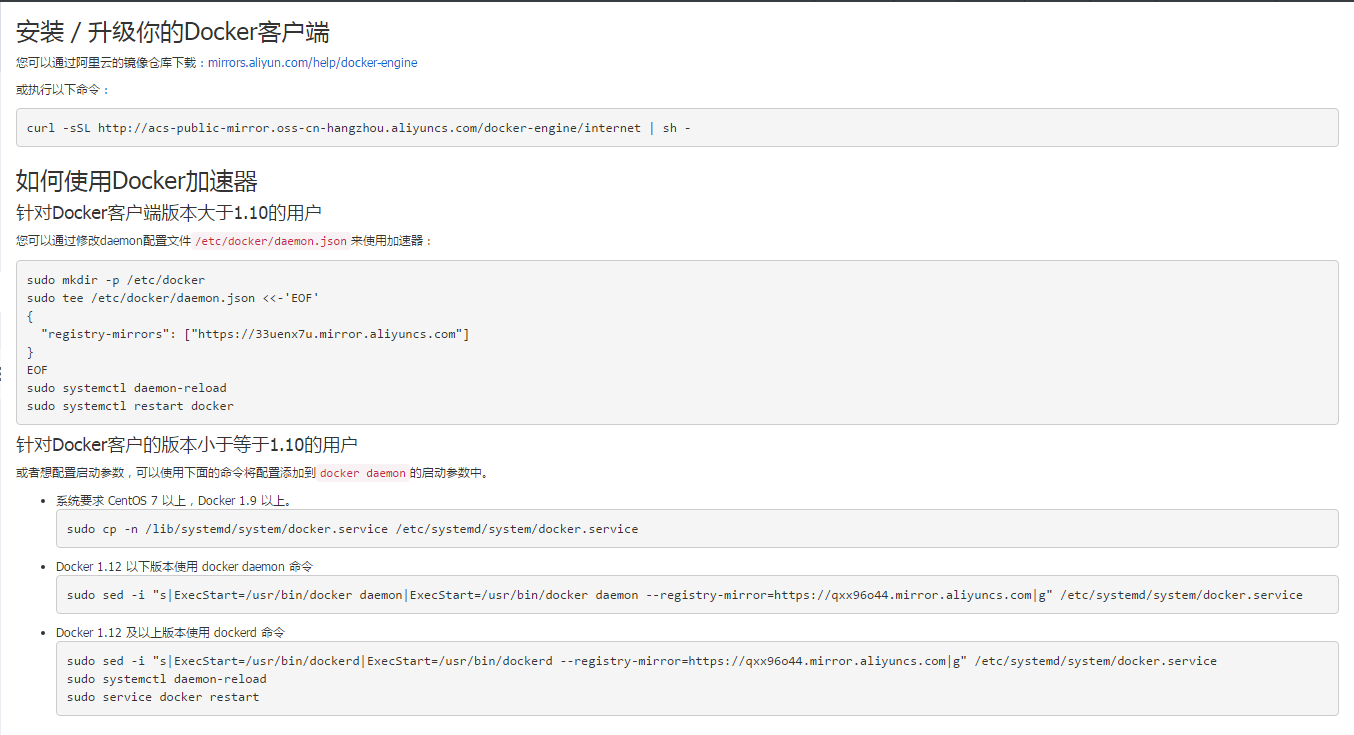 安装 / 升级你的Docker客户端
您可以通过阿里云的镜像仓库下载：mirrors.aliyun.com/help/docker-engine
或执行以下命令：
curl -sSL http://acs-public-mirror.oss-cn-hangzhou.aliyuncs.com/docker-engine/internet | sh -
如何使用Docker加速器
针对Docker客户端版本大于1.10的用户
您可以通过修改daemon配置文件 /etc/docker/daemon.json 来使用加速器：
sudo mkdir -p /etc/docker
sudo tee /etc/docker/daemon.json <<-'EOF'
{
  "registry-mirrors": ["https://33uenx7u.mirror.aliyuncs.com"]
}
EOF
sudo systemctl daemon-reload
sudo systemctl restart docker
针对Docker客户的版本小于等于1.10的用户
或者想配置启动参数，可以使用下面的命令将配置添加到 docker daemon 的启动参数中。
• 系统要求 CentOS 7 以上，Docker 1.9 以上。
sudo cp -n /lib/systemd/system/docker.service /etc/systemd/system/docker.service
• Docker 1.12 以下版本使用 docker daemon 命令
sudo sed -i "s|ExecStart=/usr/bin/docker daemon|ExecStart=/usr/bin/docker daemon --registry-mirror=https://qxx96o44.mirror.aliyuncs.com|g" /etc/systemd/system/docker.service
• Docker 1.12 及以上版本使用 dockerd 命令
sudo sed -i "s|ExecStart=/usr/bin/dockerd|ExecStart=/usr/bin/dockerd --registry-mirror=https://qxx96o44.mirror.aliyuncs.com|g" /etc/systemd/system/docker.service
sudo systemctl daemon-reload
sudo service docker restart